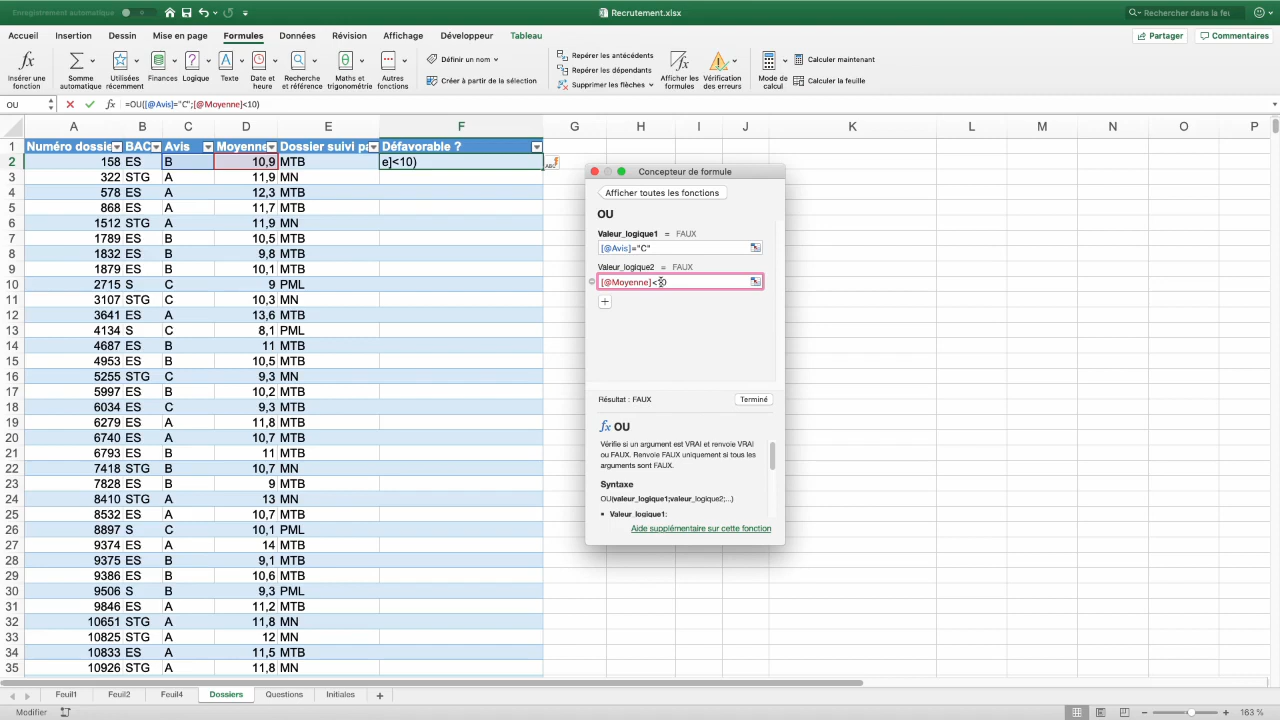 Enregistrement automatique
Recrutement.xlsx
Rechercher dans la feu
Accueil Insertion Dessin Mise en page Formules Données Révision Affichage Développeur Tableau Partager Commentaires
Insérer une fonction
Somme automatique
Utilisées récemment
Finances
Logique
Texte
Date et heure
Recherche et référence
Maths et trigonométrie
Autres fonctions
Définir un nom
Créer à partir de la sélection
Repérer les antécédents
Repérer les dépendants
Supprimer les flèches
Afficher les formules
Vérification des erreurs
Mode de calcul
Calculer maintenant
Calculer la feuille
OU fx =OU([@Avis]="C";[@Moyenne]<10)
A B C D E F G H I J K L M N O P
1 Numéro dossie BAC Avis Moyenne Dossier suivi pa Défavorable ?
2 158 ES B 10,9 MTB e]<10)
3 322 STG A 11,9 MN
4 578 ES A 12,3 MTB
5 868 ES A 11,7 MTB
6 1512 STG A 11,9 MN
7 1789 ES B 10,5 MTB
8 1832 ES B 9,8 MTB
9 1879 ES B 10,1 MTB
10 2715 S C 9 PML
11 3107 STG C 10,3 MN
12 3641 ES A 13,6 MTB
13 4134 S C 8,1 PML
14 4687 ES B 11 MTB
15 4953 ES B 10,5 MTB
16 5255 STG C 9,3 MN
17 5997 ES B 10,2 MTB
18 6034 ES C 9,3 MTB
19 6279 ES A 11,8 MTB
20 6740 ES A 10,7 MTB
21 6793 ES B 11 MTB
22 7418 STG B 10,7 MN
23 7828 ES B 9 MTB
24 8410 STG A 13 MN
25 8532 ES A 10,7 MTB
26 8897 S C 10,1 PML
27 9374 ES A 14 MTB
28 9375 ES B 9,1 MTB
29 9386 ES B 10,6 MTB
30 9506 S B 9,3 PML
31 9846 ES A 11,2 MTB
32 10651 STG A 11,8 MN
33 10825 STG A 12 MN
34 10833 ES A 11,5 MTB
35 10926 STG A 11,8 MN
Concepteur de formule
Afficher toutes les fonctions
OU
Valeur_logique1 = FAUX
[@Avis]="C"
Valeur_logique2 = FAUX
[@Moyenne]<10
Résultat : FAUX
Terminé
fx OU
Vérifie si un argument est VRAI et renvoie VRAI
ou FAUX. Renvoie FAUX uniquement si tous les
arguments sont FAUX.
Syntaxe
OU(valeur_logique1;valeur_logique2;...)
• Valeur_logique1:
Aide supplémentaire sur cette fonction
Feuil1 Feuil2 Feuil4 Dossiers Questions Initiales
Modifier
163 %